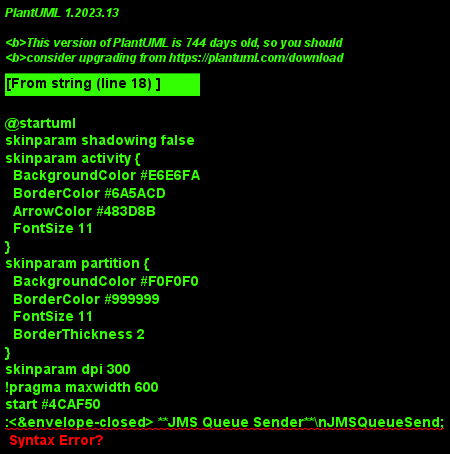 PlantUML 1.2023.13
<b>This version of PlantUML is 744 days old, so you should
<b>consider upgrading from https://plantuml.com/download
[From string (line 18) ]
@startuml
skinparam shadowing false
skinparam activity {
BackgroundColor #E6E6FA
BorderColor #6A5ACD
ArrowColor #483D8B
FontSize 11
}
skinparam partition {
BackgroundColor #F0F0F0
BorderColor #999999
FontSize 11
BorderThickness 2
}
skinparam dpi 300
!pragma maxwidth 600
start #4CAF50
:<&envelope-closed> **JMS Queue Sender**\nJMSQueueSend;
Syntax Error?